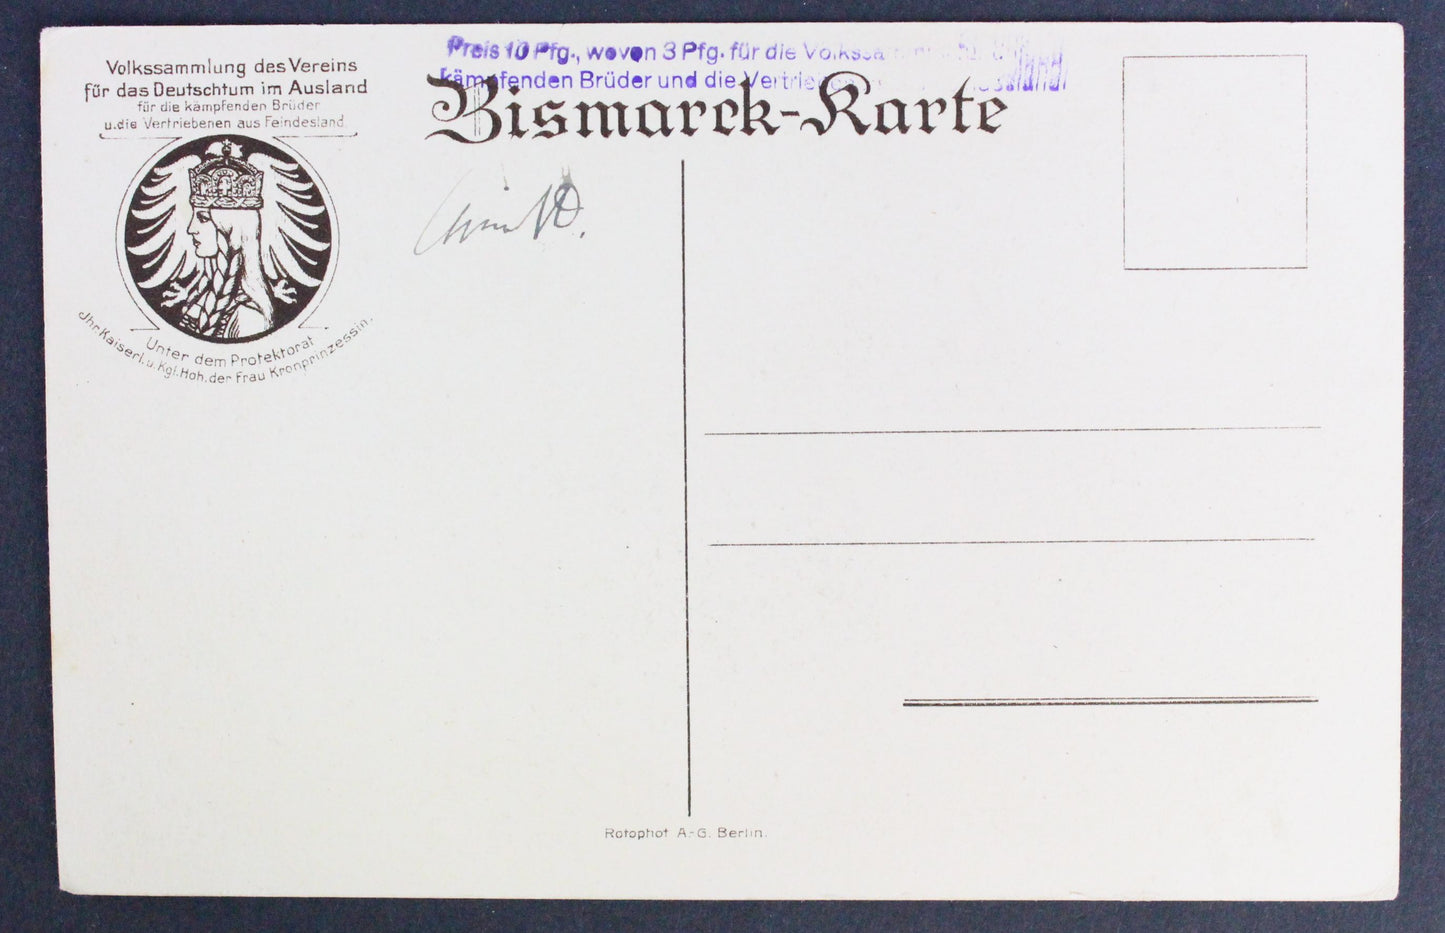 Volkssammlung des Vereins
für das Deutschtum im Ausland
für die kämpfenden Brüder
u.die Vertriebenen aus Feindesland.
Unter dem Protektorat
Jhr.Kaiserl.u.Kgl.Hoh.der Frau Kronprinzessin.
Preis 10 Pfg., wovon 3 Pfg. für die
kämpfenden Brüder und die
Bismarck-Karte
Rotophot A.-G. Berlin.